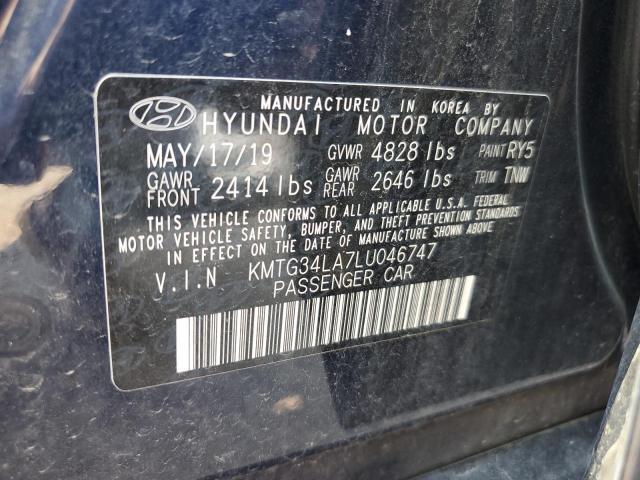 MANUFACTURED IN KOREA BY
HYUNDAI MOTOR COMPANY
MAY/17/19 GVWR 4828 lbs PAINT RY5
GAWR FRONT 2414 lbs GAWR REAR 2646 lbs TRIM TNW
THIS VEHICLE CONFORMS TO ALL APPLICABLE U.S.A. FEDERAL
MOTOR VEHICLE SAFETY, BUMPER, AND THEFT PREVENTION STANDARDS
IN EFFECT ON THE DATE OF MANUFACTURE SHOWN ABOVE.
V.I.N KMTG34LA7LU046747
PASSENGER CAR